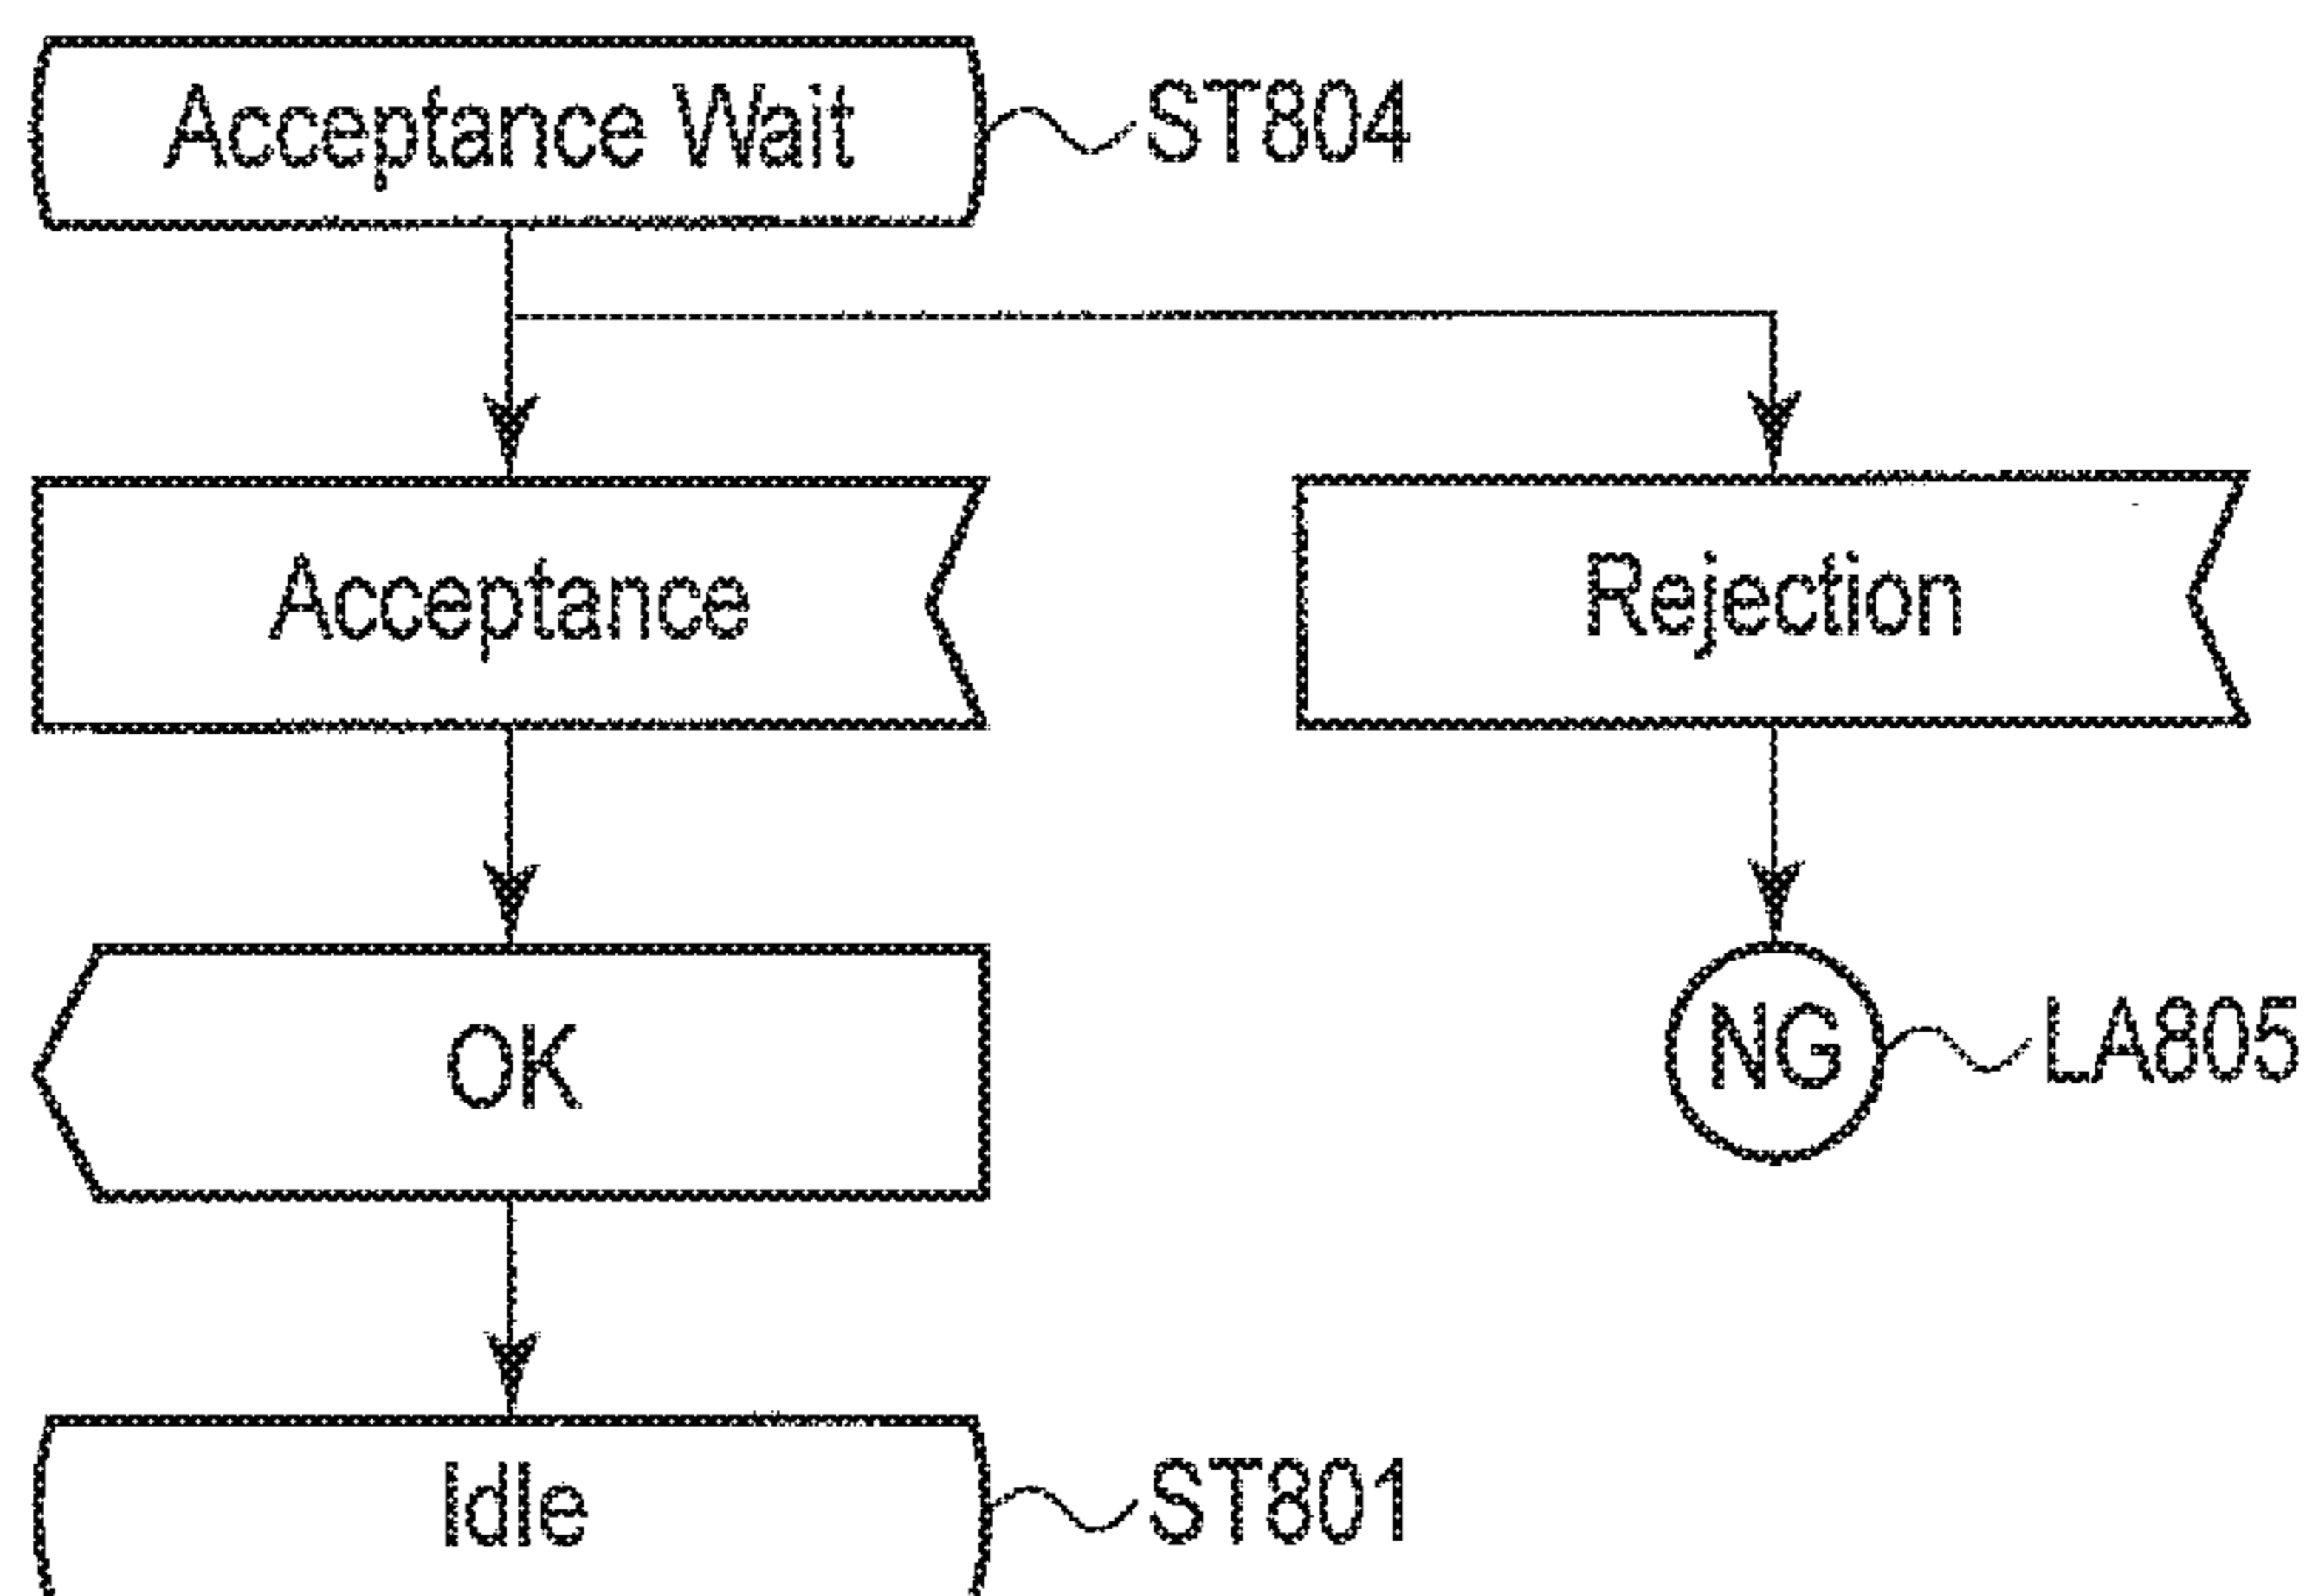 Acceptance Wait
ST804
Acceptance
Rejection
OK
NG
LA805
Idle
ST801